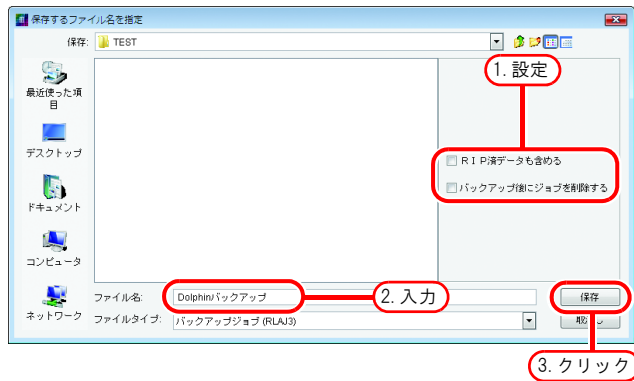 保存するファイル名を指定
保存:
TEST
1. 設定
最近使った項目
デスクトップ
ドキュメント
コンピュータ
ネットワーク
RIP済データも含める
バックアップ後にジョブを削除する
ファイル名:
Dolphinバックアップ
2. 入力
保存
ファイルタイプ:
バックアップジョブ (RLAJ3)
3. クリック